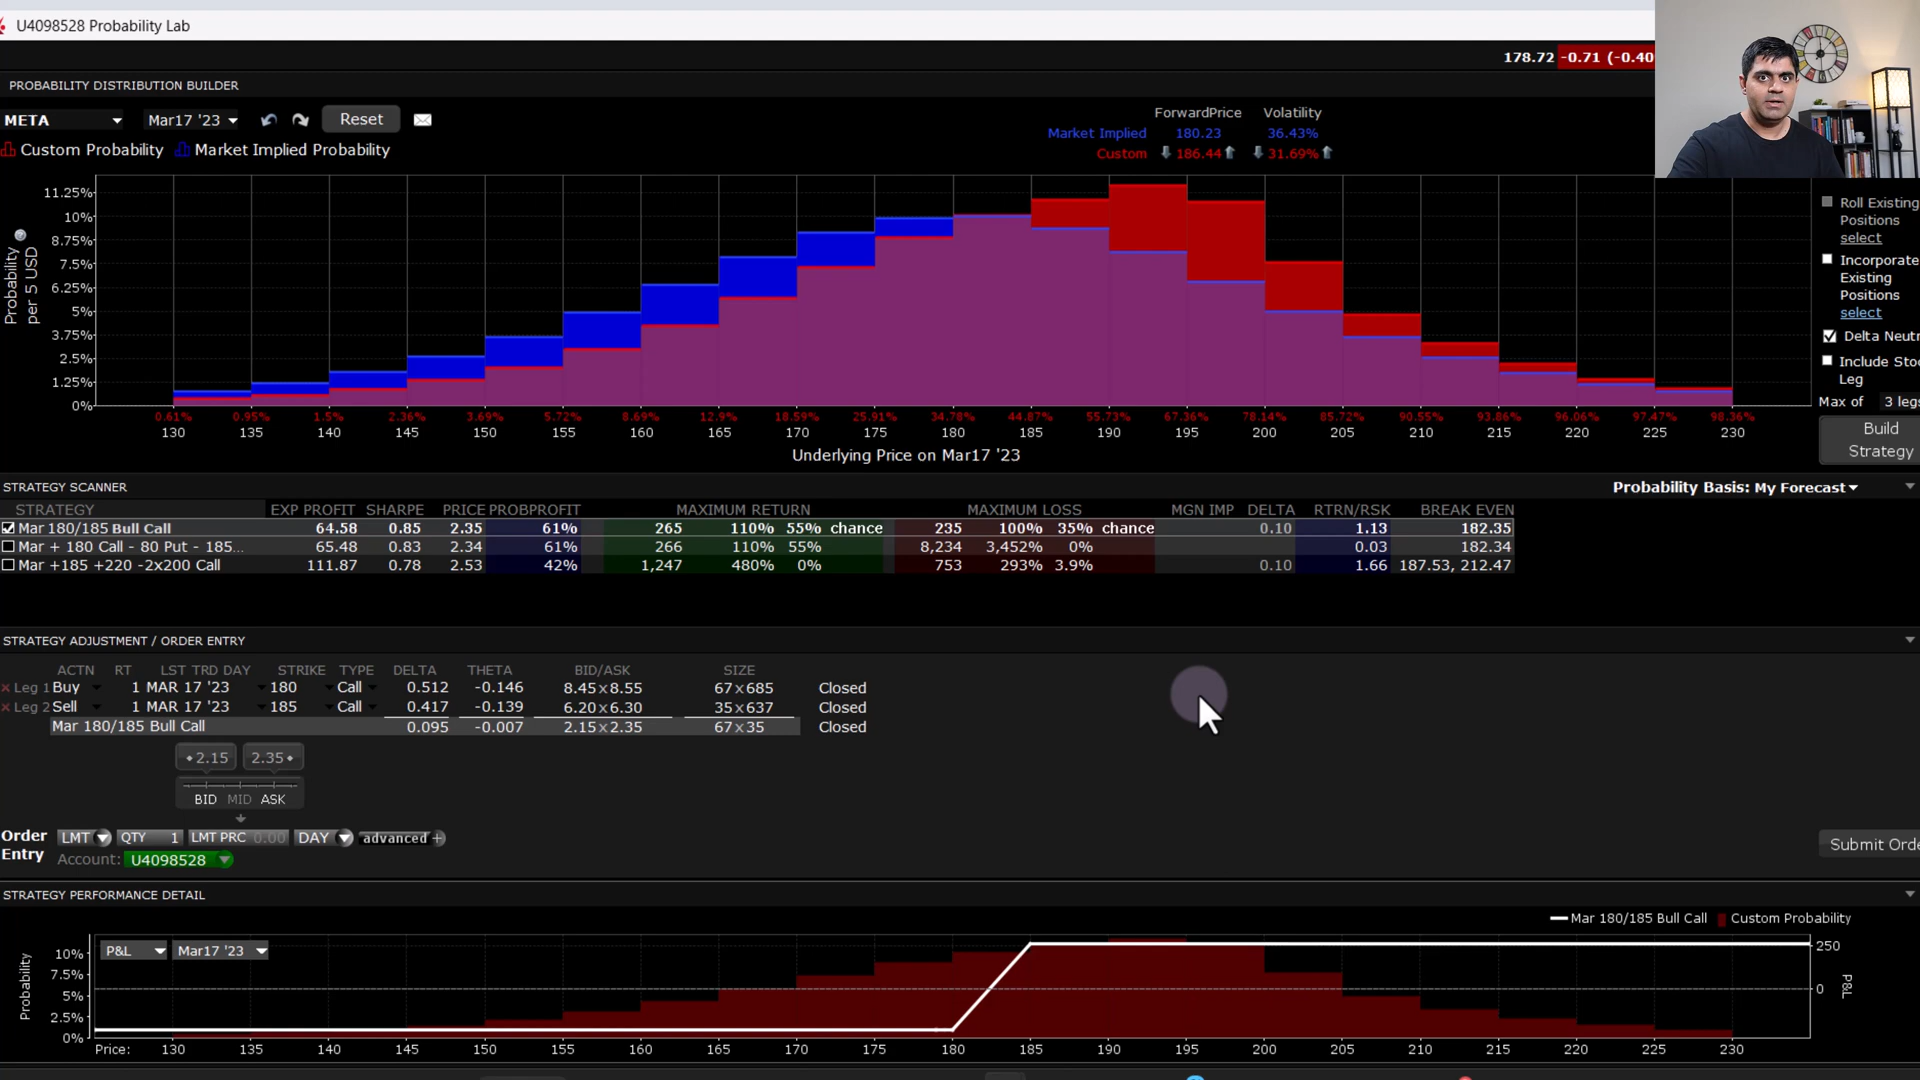 U4098528 Probability Lab
178.72 -0.71 (-0.40
PROBABILITY DISTRIBUTION BUILDER
META Mar17 '23 Reset
ForwardPrice Volatility
Market Implied 180.23 36.43%
Custom 186.44 31.69%
Custom Probability Market Implied Probability
11.25%
10%
8.75%
7.5%
6.25%
5%
3.75%
2.5%
1.25%
0%
Probability
per 5 USD
0.61% 0.95% 1.5% 2.36% 3.69% 5.72% 8.69% 12.9% 18.59% 25.91% 34.78% 44.87% 55.73% 67.36% 78.14% 85.72% 90.55% 93.86% 96.06% 97.47% 98.36%
130 135 140 145 150 155 160 165 170 175 180 185 190 195 200 205 210 215 220 225 230
Underlying Price on Mar17 '23
Roll Existing
Positions
select
Incorporate
Existing
Positions
select
Delta Neutr
Include Stoc
Leg
Max of 3 legs
Build
Strategy
STRATEGY SCANNER Probability Basis: My Forecast
STRATEGY EXP PROFIT SHARPE PRICE PROBPROFIT MAXIMUM RETURN MAXIMUM LOSS MGN IMP DELTA RTRN/RSK BREAK EVEN
Mar 180/185 Bull Call 64.58 0.85 2.35 61% 265 110% 55% chance 235 100% 35% chance 0.10 1.13 182.35
Mar + 180 Call - 80 Put - 185... 65.48 0.83 2.34 61% 266 110% 55% 8,234 3,452% 0% 0.03 182.34
Mar +185 +220 -2x200 Call 111.87 0.78 2.53 42% 1,247 480% 0% 753 293% 3.9% 0.10 1.66 187.53, 212.47
STRATEGY ADJUSTMENT / ORDER ENTRY
ACTN RT LST TRD DAY STRIKE TYPE DELTA THETA BID/ASK SIZE
Leg 1 Buy 1 MAR 17 '23 180 Call 0.512 -0.146 8.45x8.55 67x685 Closed
Leg 2 Sell 1 MAR 17 '23 185 Call 0.417 -0.139 6.20x6.30 35x637 Closed
Mar 180/185 Bull Call 0.095 -0.007 2.15x2.35 67x35 Closed
2.15 2.35
BID MID ASK
Order
Entry
LMT QTY 1 LMT PRC 0.00 DAY advanced +
Account: U4098528
Submit Orde
STRATEGY PERFORMANCE DETAIL
Mar 180/185 Bull Call Custom Probability
P&L Mar17 '23
10%
7.5%
5%
2.5%
0%
Probability
250
0
P&L
Price: 130 135 140 145 150 155 160 165 170 175 180 185 190 195 200 205 210 215 220 225 230